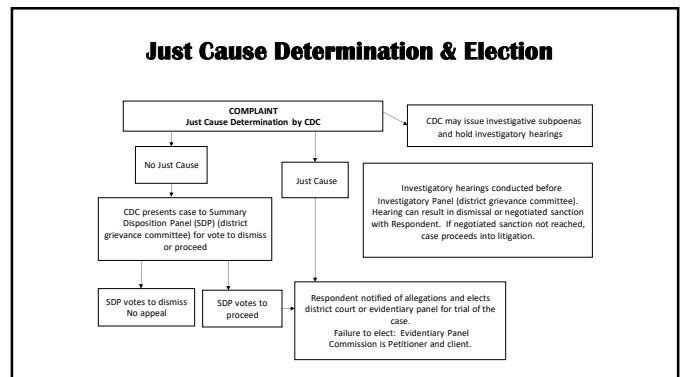 Just Cause Determination & Election
COMPLAINT
Just Cause Determination by CDC
CDC may issue investigative subpoenas
and hold investigatory hearings
No Just Cause
Just Cause
Investigatory hearings conducted before
Investigatory Panel (district grievance committee).
Hearing can result in dismissal or negotiated sanction
with Respondent. If negotiated sanction not reached,
case proceeds into litigation.
CDC presents case to Summary
Disposition Panel (SDP) (district
grievance committee) for vote to dismiss
or proceed
SDP votes to dismiss
No appeal
SDP votes to
proceed
Respondent notified of allegations and elects
district court or evidentiary panel for trial of the
case.
Failure to elect: Evidentiary Panel
Commission is Petitioner and client.